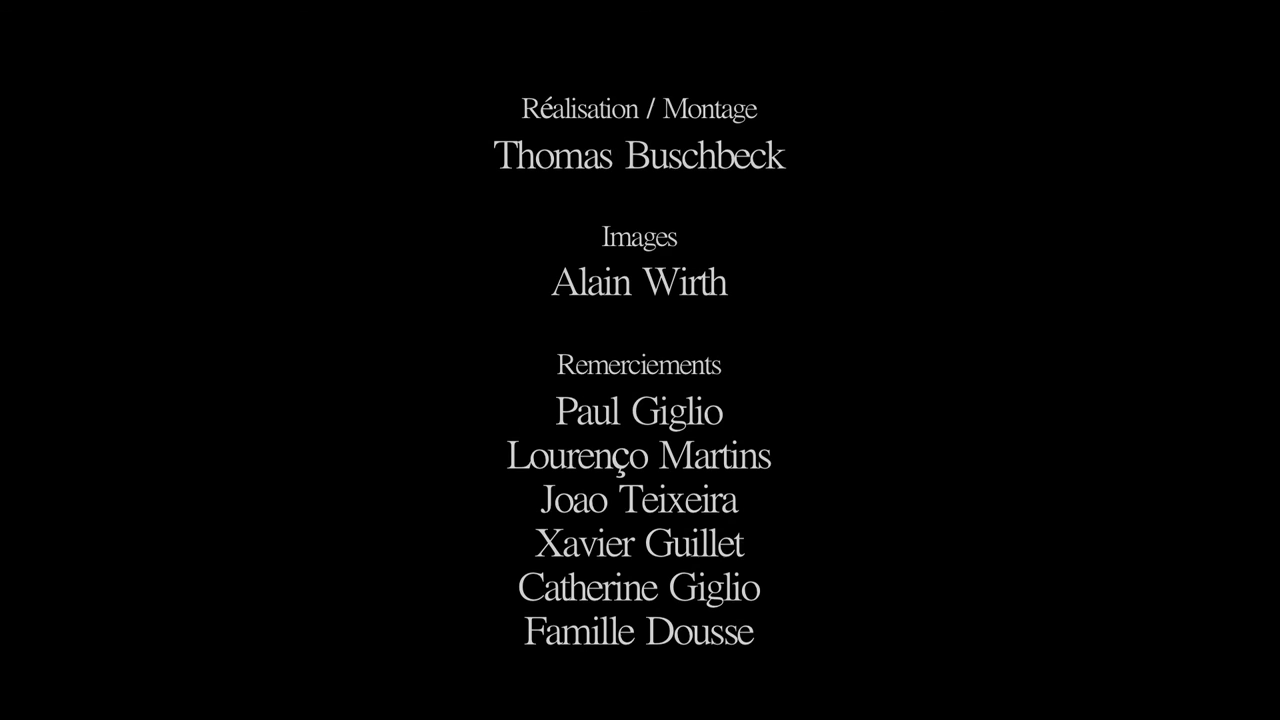 Réalisation / Montage
Thomas Buschbeck
Images
Alain Wirth
Remerciements
Paul Giglio
Lourenço Martins
Joao Teixeira
Xavier Guillet
Catherine Giglio
Famille Dousse